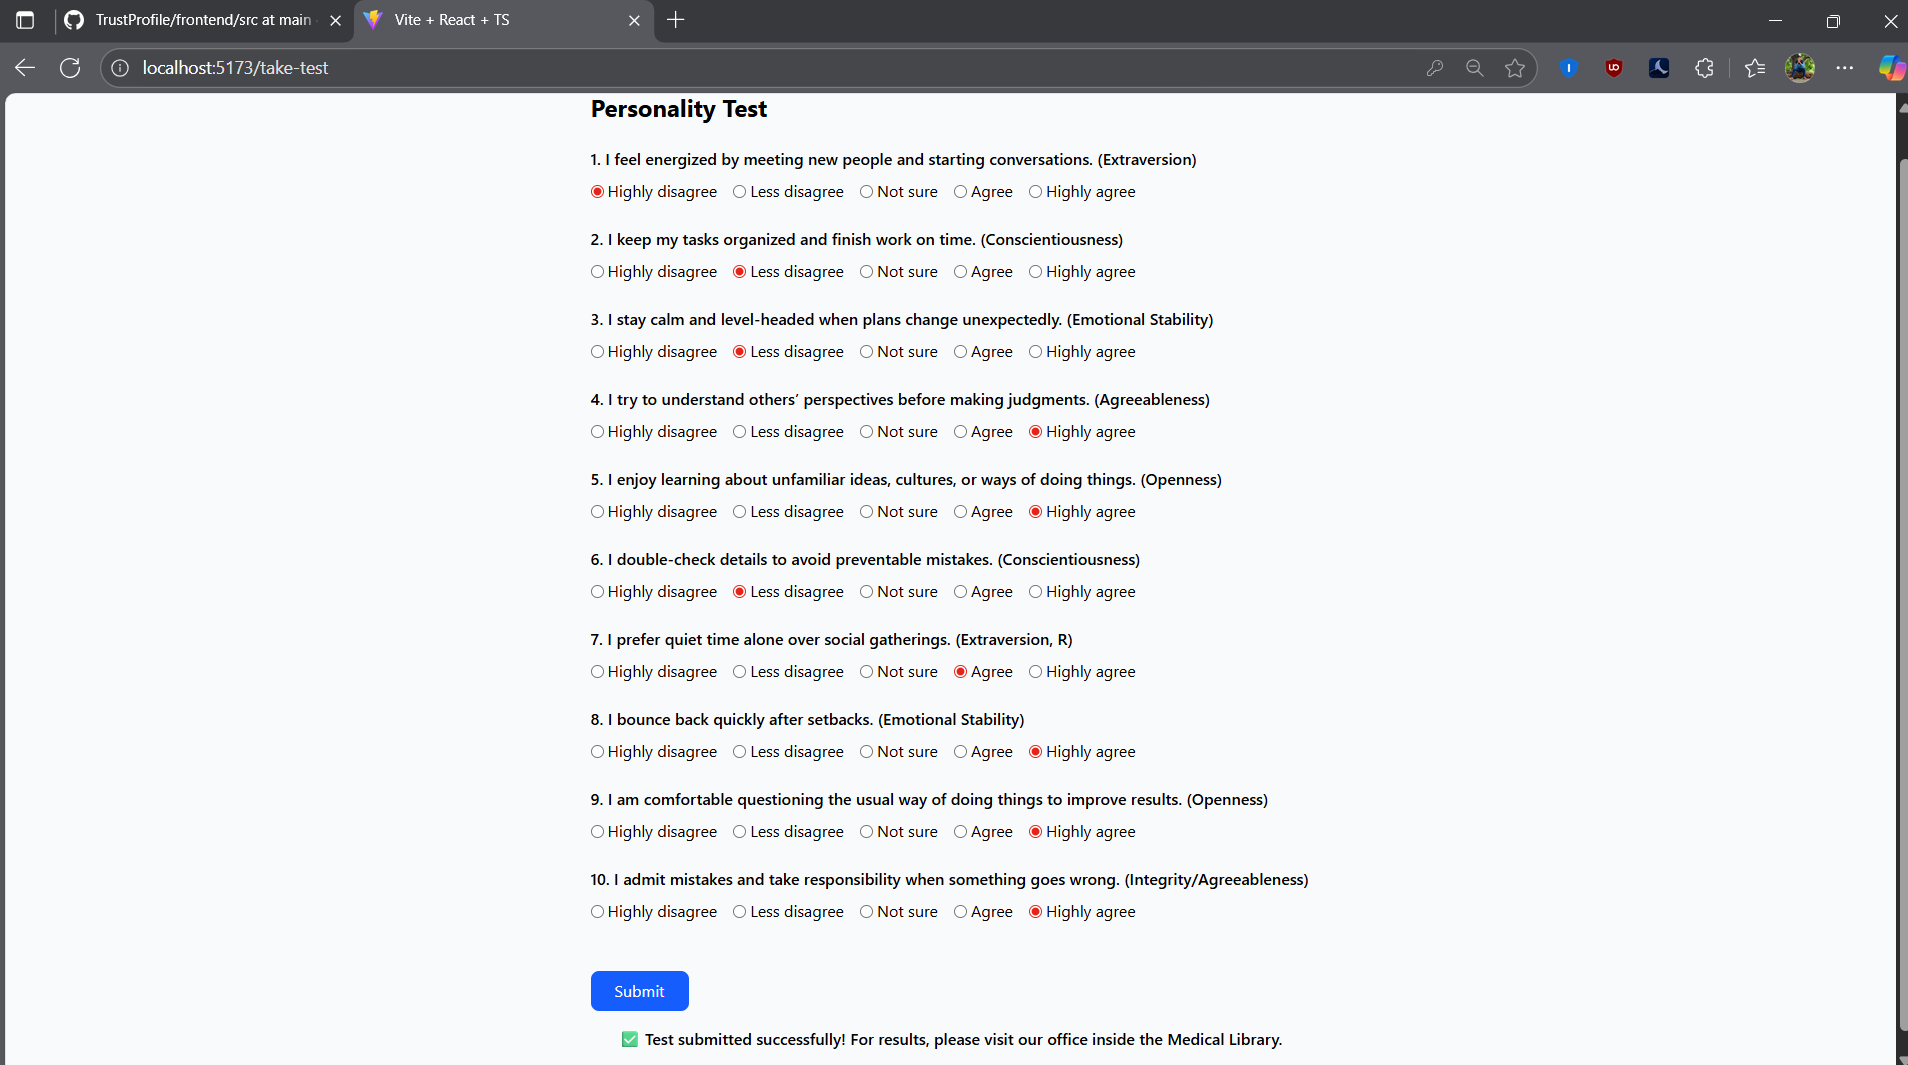 TrustProfile/frontend/src at main
Vite + React + TS
localhost:5173/take-test
Personality Test
1. I feel energized by meeting new people and starting conversations. (Extraversion)
Highly disagree Less disagree Not sure Agree Highly agree
2. I keep my tasks organized and finish work on time. (Conscientiousness)
Highly disagree Less disagree Not sure Agree Highly agree
3. I stay calm and level-headed when plans change unexpectedly. (Emotional Stability)
Highly disagree Less disagree Not sure Agree Highly agree
4. I try to understand others’ perspectives before making judgments. (Agreeableness)
Highly disagree Less disagree Not sure Agree Highly agree
5. I enjoy learning about unfamiliar ideas, cultures, or ways of doing things. (Openness)
Highly disagree Less disagree Not sure Agree Highly agree
6. I double-check details to avoid preventable mistakes. (Conscientiousness)
Highly disagree Less disagree Not sure Agree Highly agree
7. I prefer quiet time alone over social gatherings. (Extraversion, R)
Highly disagree Less disagree Not sure Agree Highly agree
8. I bounce back quickly after setbacks. (Emotional Stability)
Highly disagree Less disagree Not sure Agree Highly agree
9. I am comfortable questioning the usual way of doing things to improve results. (Openness)
Highly disagree Less disagree Not sure Agree Highly agree
10. I admit mistakes and take responsibility when something goes wrong. (Integrity/Agreeableness)
Highly disagree Less disagree Not sure Agree Highly agree
Submit
✅ Test submitted successfully! For results, please visit our office inside the Medical Library.